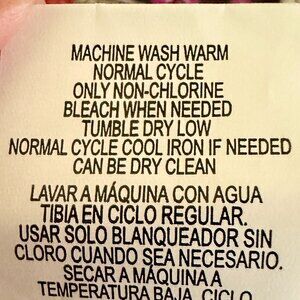 MACHINE WASH WARM
NORMAL CYCLE
ONLY NON-CHLORINE
BLEACH WHEN NEEDED
TUMBLE DRY LOW
NORMAL CYCLE COOL IRON IF NEEDED
CAN BE DRY CLEAN
LAVAR A MÁQUINA CON AGUA
TIBIA EN CICLO REGULAR.
USAR SOLO BLANQUEADOR SIN
CLORO CUANDO SEA NECESARIO.
SECAR A MÁQUINA A
TEMPERATURA BAJA, CICLO